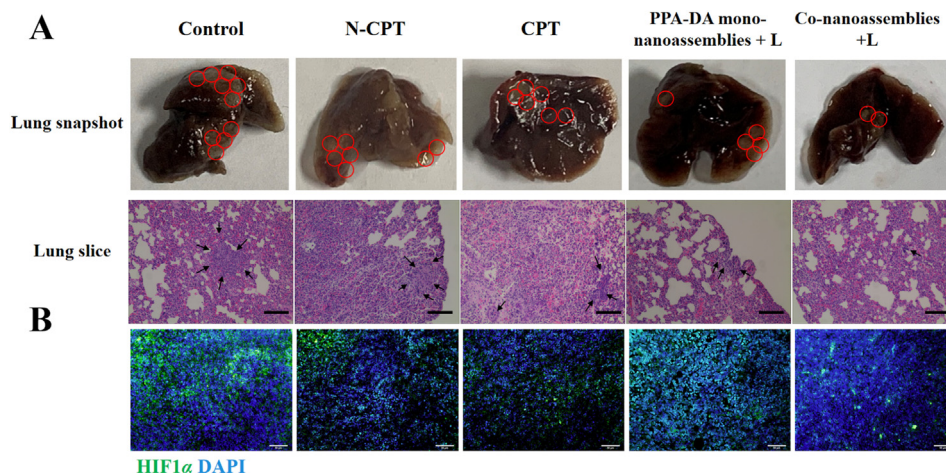 A
Control
N-CPT
CPT
PPA-DA mono-
nanoassemblies + L
Co-nanoassemblies
+L
Lung snapshot
Lung slice
B
HIF1α DAPI